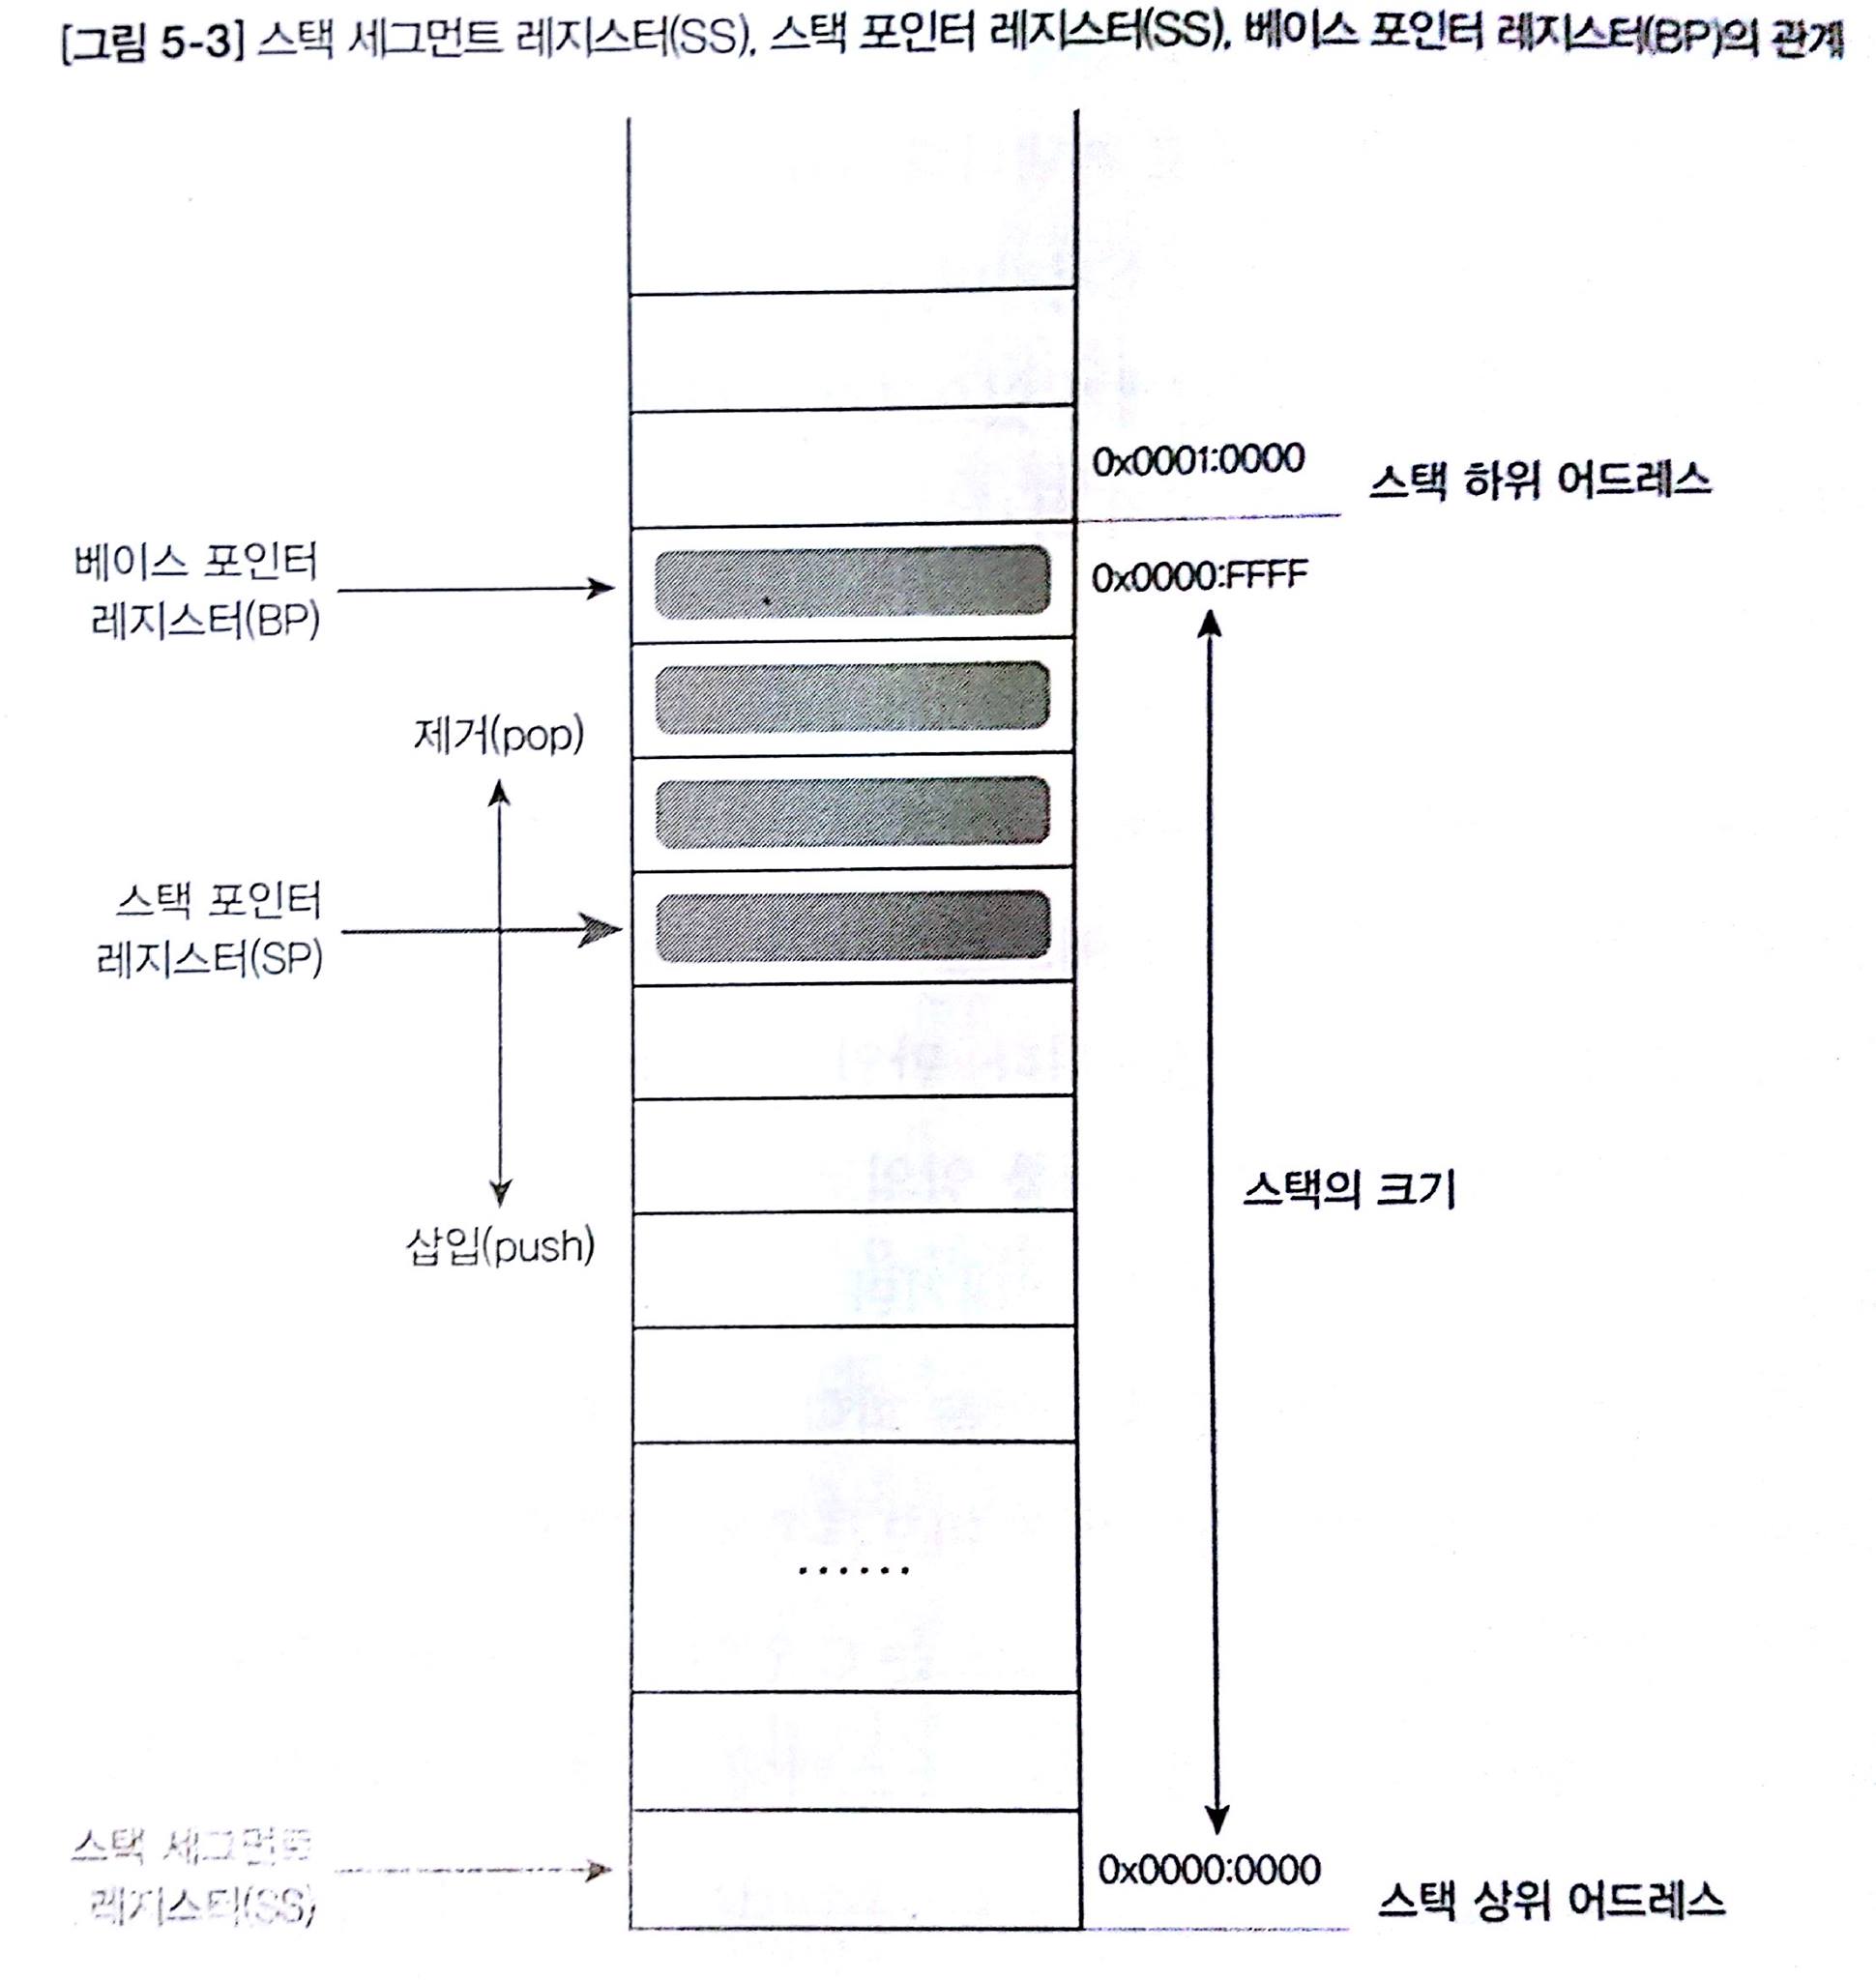 [그림 5-3] 스택 세그먼트 레지스터(SS), 스택 포인터 레지스터(SS), 베이스 포인터 레지스터(BP)의 관계
0x0001:0000
스택 하위 어드레스
베이스 포인터
레지스터(BP)
0x0000:FFFF
제거(pop)
스택 포인터
레지스터(SP)
스택의 크기
삽입(push)
......
스택 세그먼트
레지스터(SS)
0x0000:0000
스택 상위 어드레스